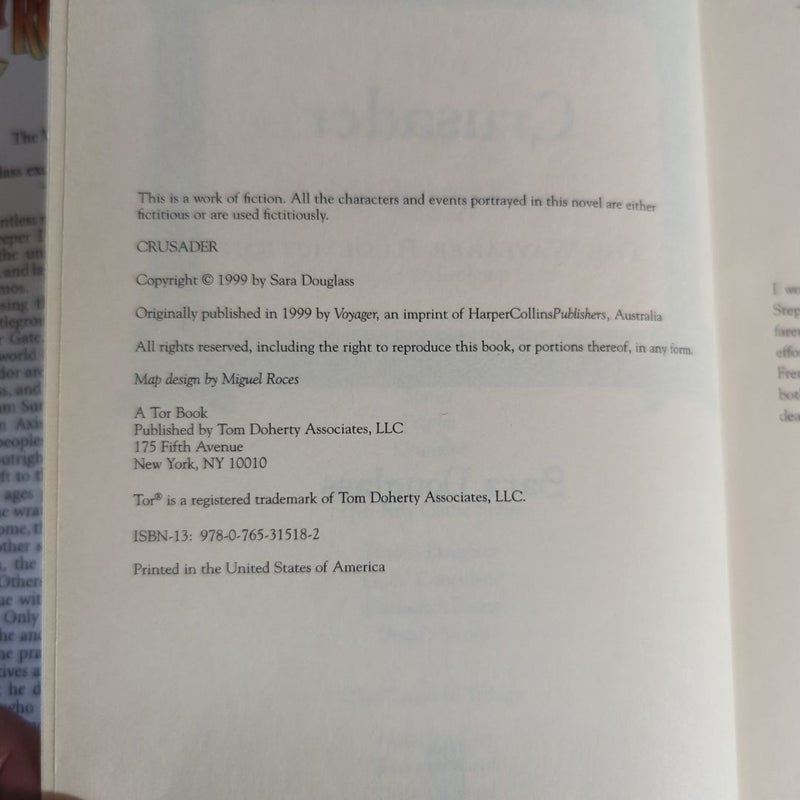 This is a work of fiction. All the characters and events portrayed in this novel are either
fictitious or are used fictitiously.
CRUSADER
Copyright © 1999 by Sara Douglass
Originally published in 1999 by Voyager, an imprint of HarperCollinsPublishers, Australia
All rights reserved, including the right to reproduce this book, or portions thereof, in any form.
Map design by Miguel Roces
A Tor Book
Published by Tom Doherty Associates, LLC
175 Fifth Avenue
New York, NY 10010
Tor® is a registered trademark of Tom Doherty Associates, LLC.
ISBN-13: 978-0-765-31518-2
Printed in the United States of America